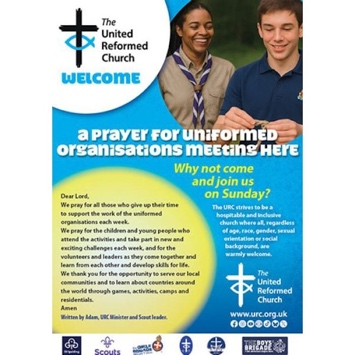 The
United
Reformed
Church
WELCOME
a PRAYER FOR UNIFORMED
ORGANISATIONS MEETING HERE
Why not come
and join us
on Sunday?
Dear Lord,
We pray for all those who give up their time
to support the work of the uniformed
organisations each week.
We pray for the children and young people who
attend the activities and take part in new and
exciting challenges each week, and for the
volunteers and leaders as they come together and
learn from each other and develop skills for life.
We thank you for the opportunity to serve our local
communities and to learn about countries around
the world through games, activities, camps and
residentials.
Amen
Written by Adam, URC Minister and Scout leader.
The URC strives to be a
hospitable and inclusive
church where all, regardless
of age, race, gender, sexual
orientation or social
background, are
warmly welcome.
The
United
Reformed
Church
www.urc.org.uk
Girlguiding
Scouts
THE BOYS'
BRIGADE